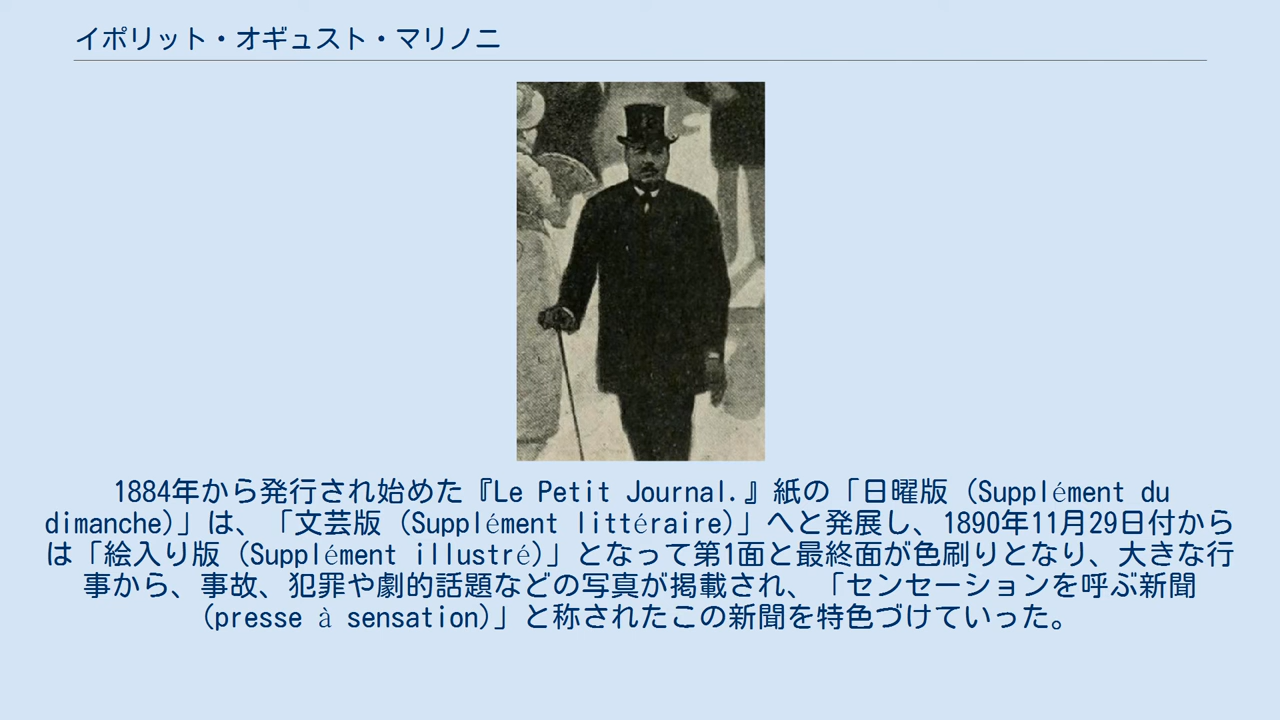 イポリット・オギュスト・マリノニ
1884年から発行され始めた『Le Petit Journal.』紙の「日曜版（Supplément du
dimanche)」は、「文芸版（Supplément littéraire)」へと発展し、1890年11月29日付から
は「絵入り版（Supplément illustré)」となって第1面と最終面が色刷りとなり、大きな行
事から、事故、犯罪や劇的話題などの写真が掲載され、「センセーションを呼ぶ新聞
(presse à sensation)」と称されたこの新聞を特色づけていった。